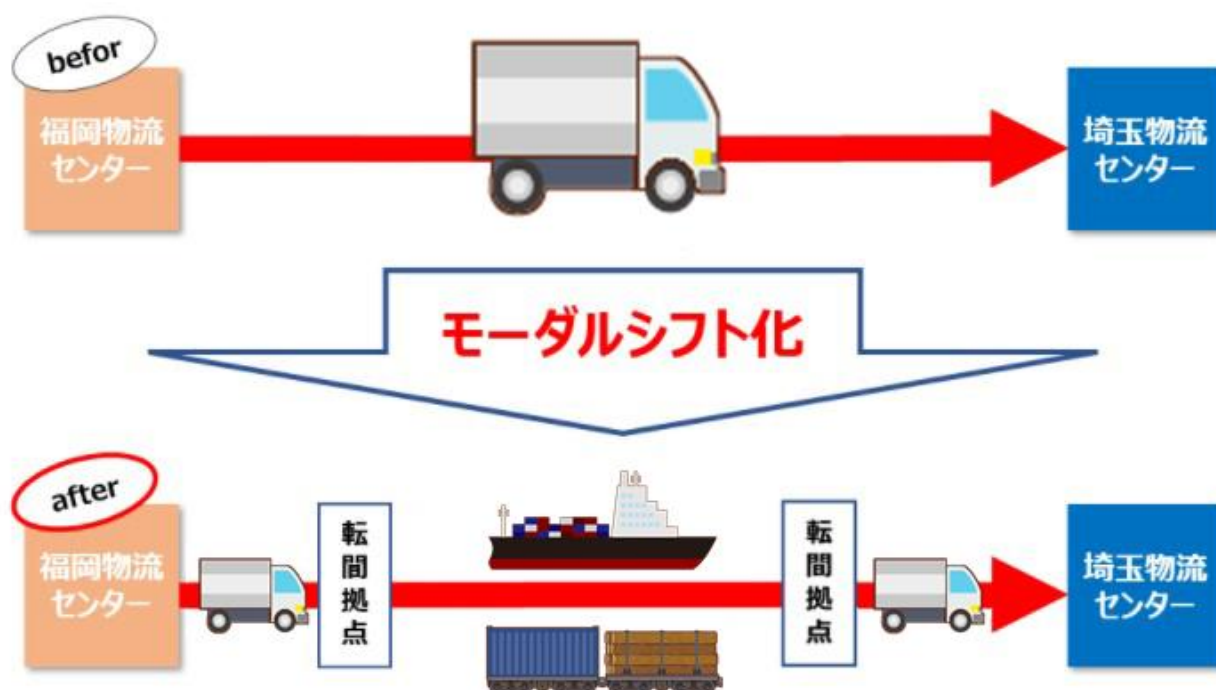 befor
福岡物流
センター
埼玉物流
センター
モーダルシフト化
after
福岡物流
センター
転間拠点
転間拠点
埼玉物流
センター